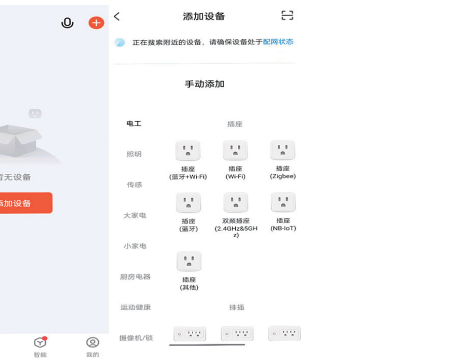 添加设备
正在搜索附近的设备，请确保设备处于配网状态
手动添加
电工
插座
照明
插座
(蓝牙+Wi-Fi)
插座
(Wi-Fi)
插座
(Zigbee)
传感
大家电
插座
(蓝牙)
双频插座
(2.4GHz&5GH
z)
插座
(NB-IoT)
小家电
厨房电器
插座
(其他)
运动健康
排插
摄像机/锁
暂无设备
添加设备
智能
我的